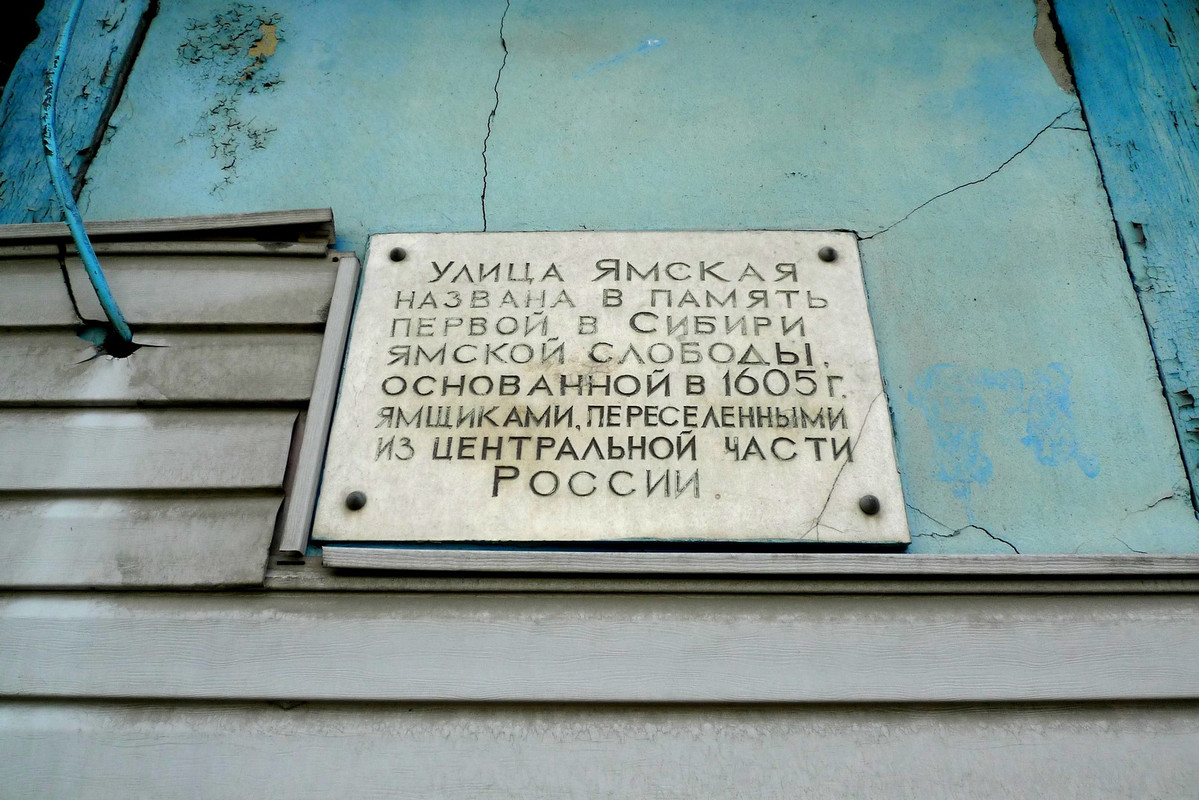 УЛИЦА ЯМСКАЯ
НАЗВАНА В ПАМЯТЬ
ПЕРВОЙ В СИБИРИ
ЯМСКОЙ СЛОБОДЫ,
ОСНОВАННОЙ В 1605 г.
ЯМЩИКАМИ, ПЕРЕСЕЛЕННЫМИ
ИЗ ЦЕНТРАЛЬНОЙ ЧАСТИ
РОССИИ.